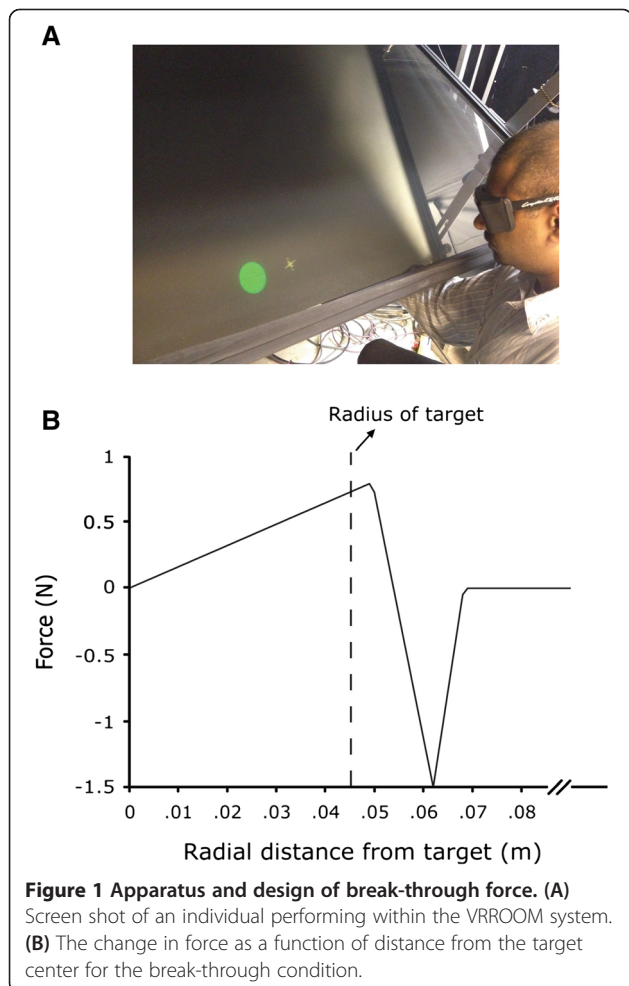 A
B
Radius of target
1
0.5
0
-0.5
-1
-1.5
Force (N)
0 .01 .02 .03 .04 .05 .06 .07 .08
Radial distance from target (m)
Figure 1 Apparatus and design of break-through force. (A)
Screen shot of an individual performing within the VRROOM system.
(B) The change in force as a function of distance from the target
center for the break-through condition.